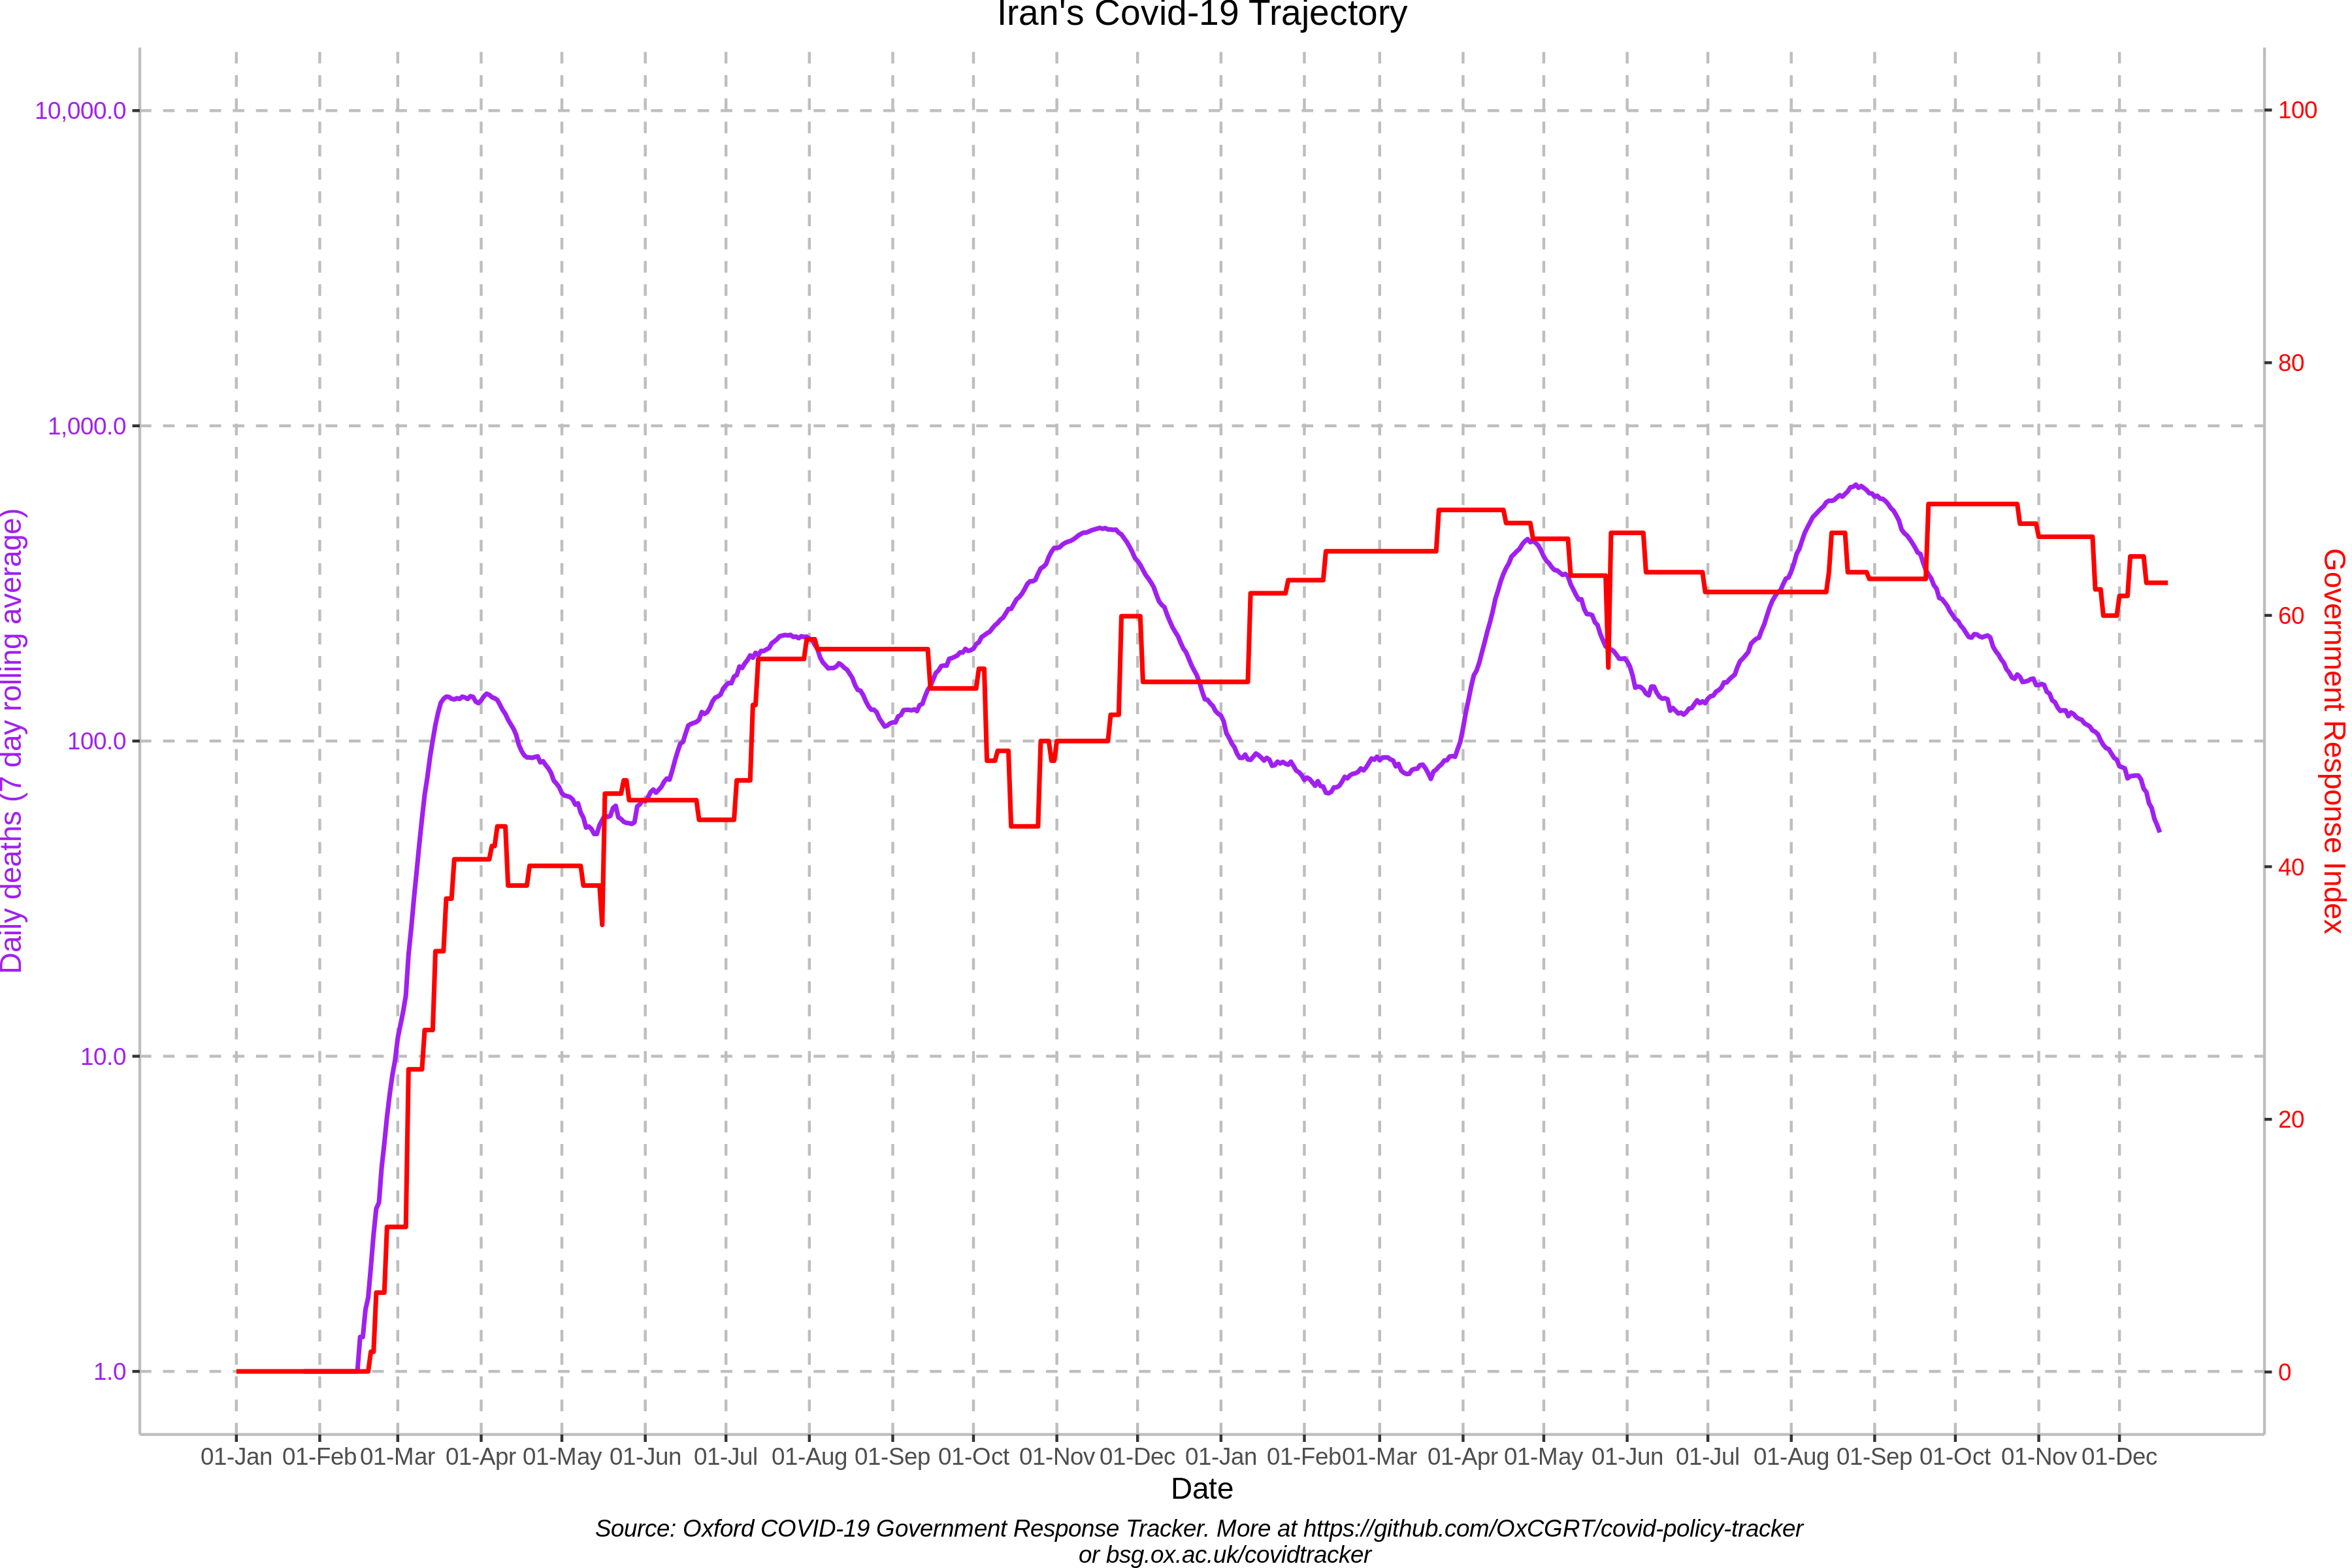 Iran's Covid-19 Trajectory
10,000.0
1,000.0
100.0
10.0
1.0
Daily deaths (7 day rolling average)
100
80
60
40
20
0
Government Response Index
01-Jan 01-Feb 01-Mar 01-Apr 01-May 01-Jun 01-Jul 01-Aug 01-Sep 01-Oct 01-Nov 01-Dec 01-Jan 01-Feb 01-Mar 01-Apr 01-May 01-Jun 01-Jul 01-Aug 01-Sep 01-Oct 01-Nov 01-Dec
Date
Source: Oxford COVID-19 Government Response Tracker. More at https://github.com/OxCGRT/covid-policy-tracker
or bsg.ox.ac.uk/covidtracker